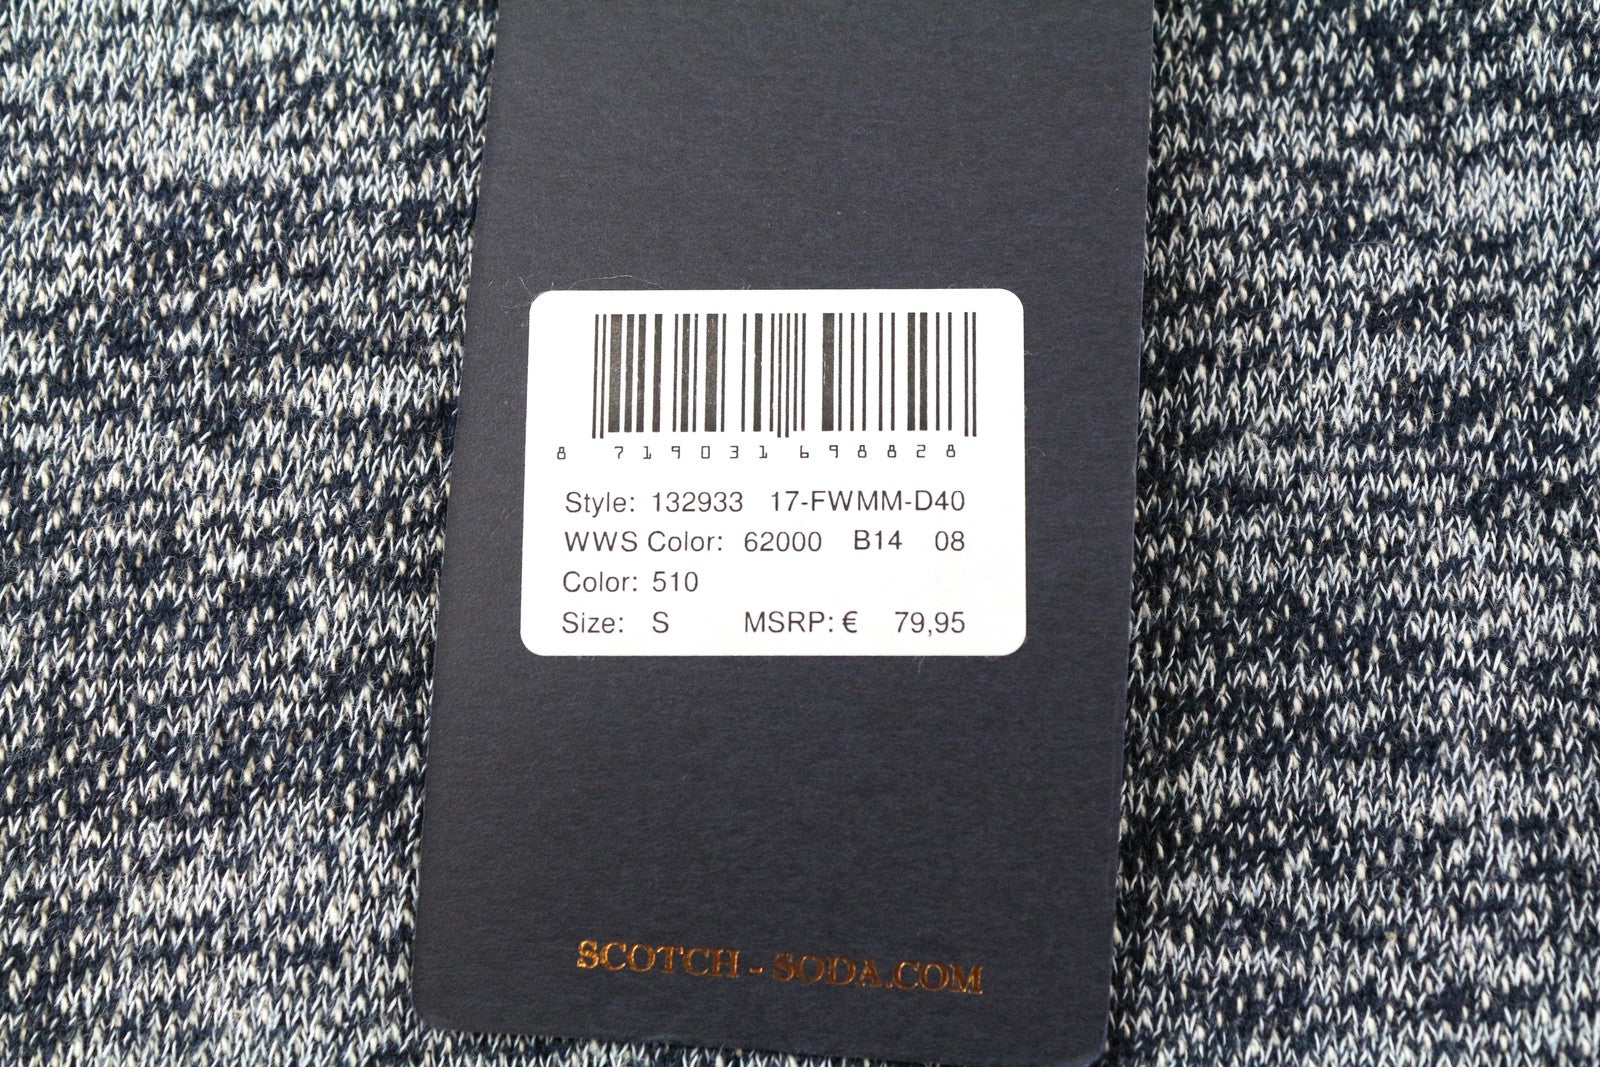 8 719031 698828
Style: 132933 17-FWMM-D40
WWS Color: 62000 B14 08
Color: 510
Size: S MSRP: € 79,95
SCOTCH - SODA.COM